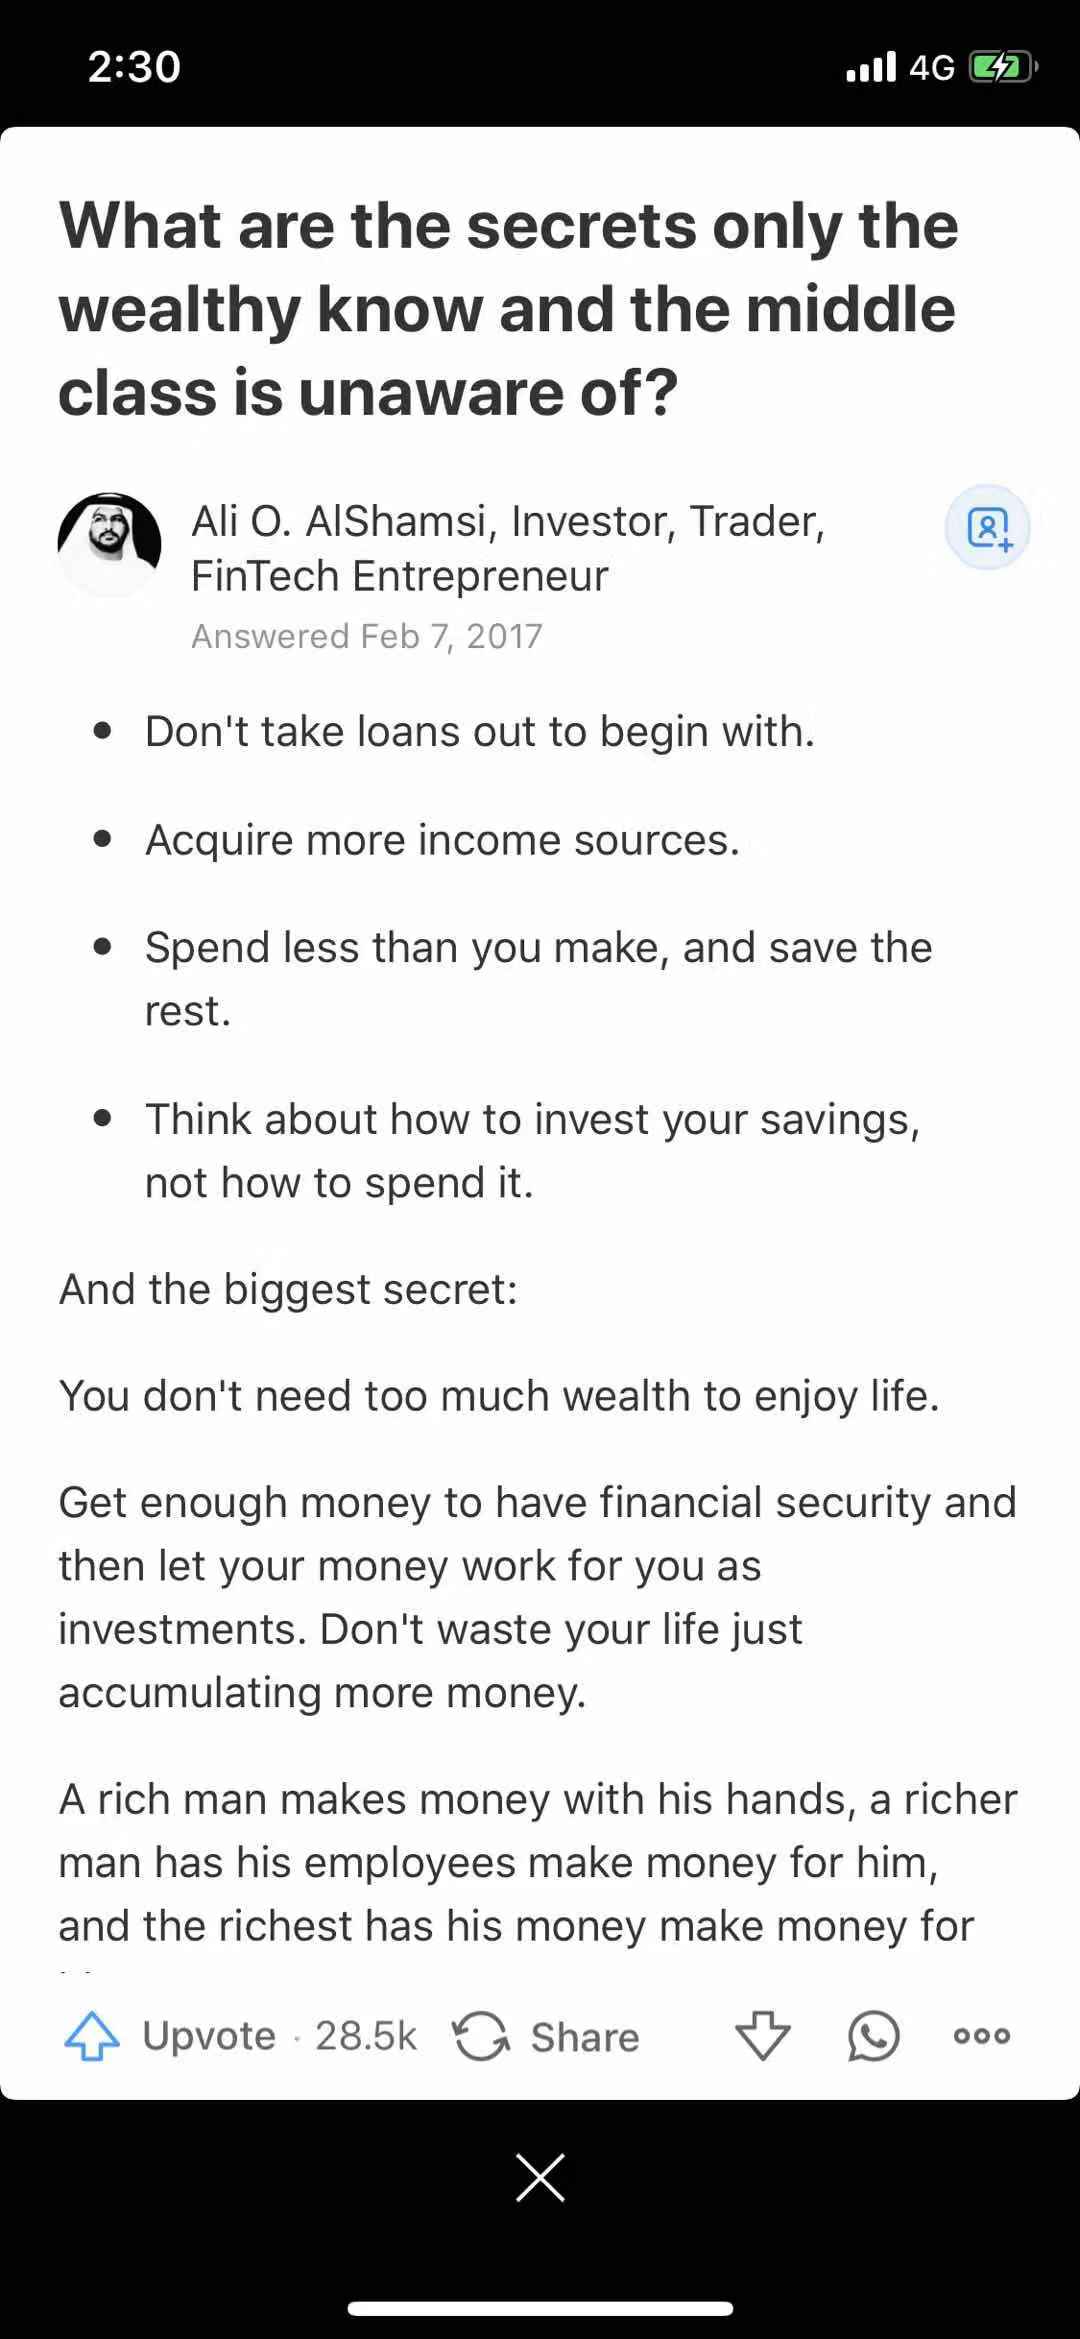 2:30
4G
What are the secrets only the
wealthy know and the middle
class is unaware of?
Ali O. AlShamsi, Investor, Trader,
FinTech Entrepreneur
Answered Feb 7, 2017
• Don't take loans out to begin with.
• Acquire more income sources.
• Spend less than you make, and save the
rest.
• Think about how to invest your savings,
not how to spend it.
And the biggest secret:
You don't need too much wealth to enjoy life.
Get enough money to have financial security and
then let your money work for you as
investments. Don't waste your life just
accumulating more money.
A rich man makes money with his hands, a richer
man has his employees make money for him,
and the richest has his money make money for
Upvote · 28.5k Share